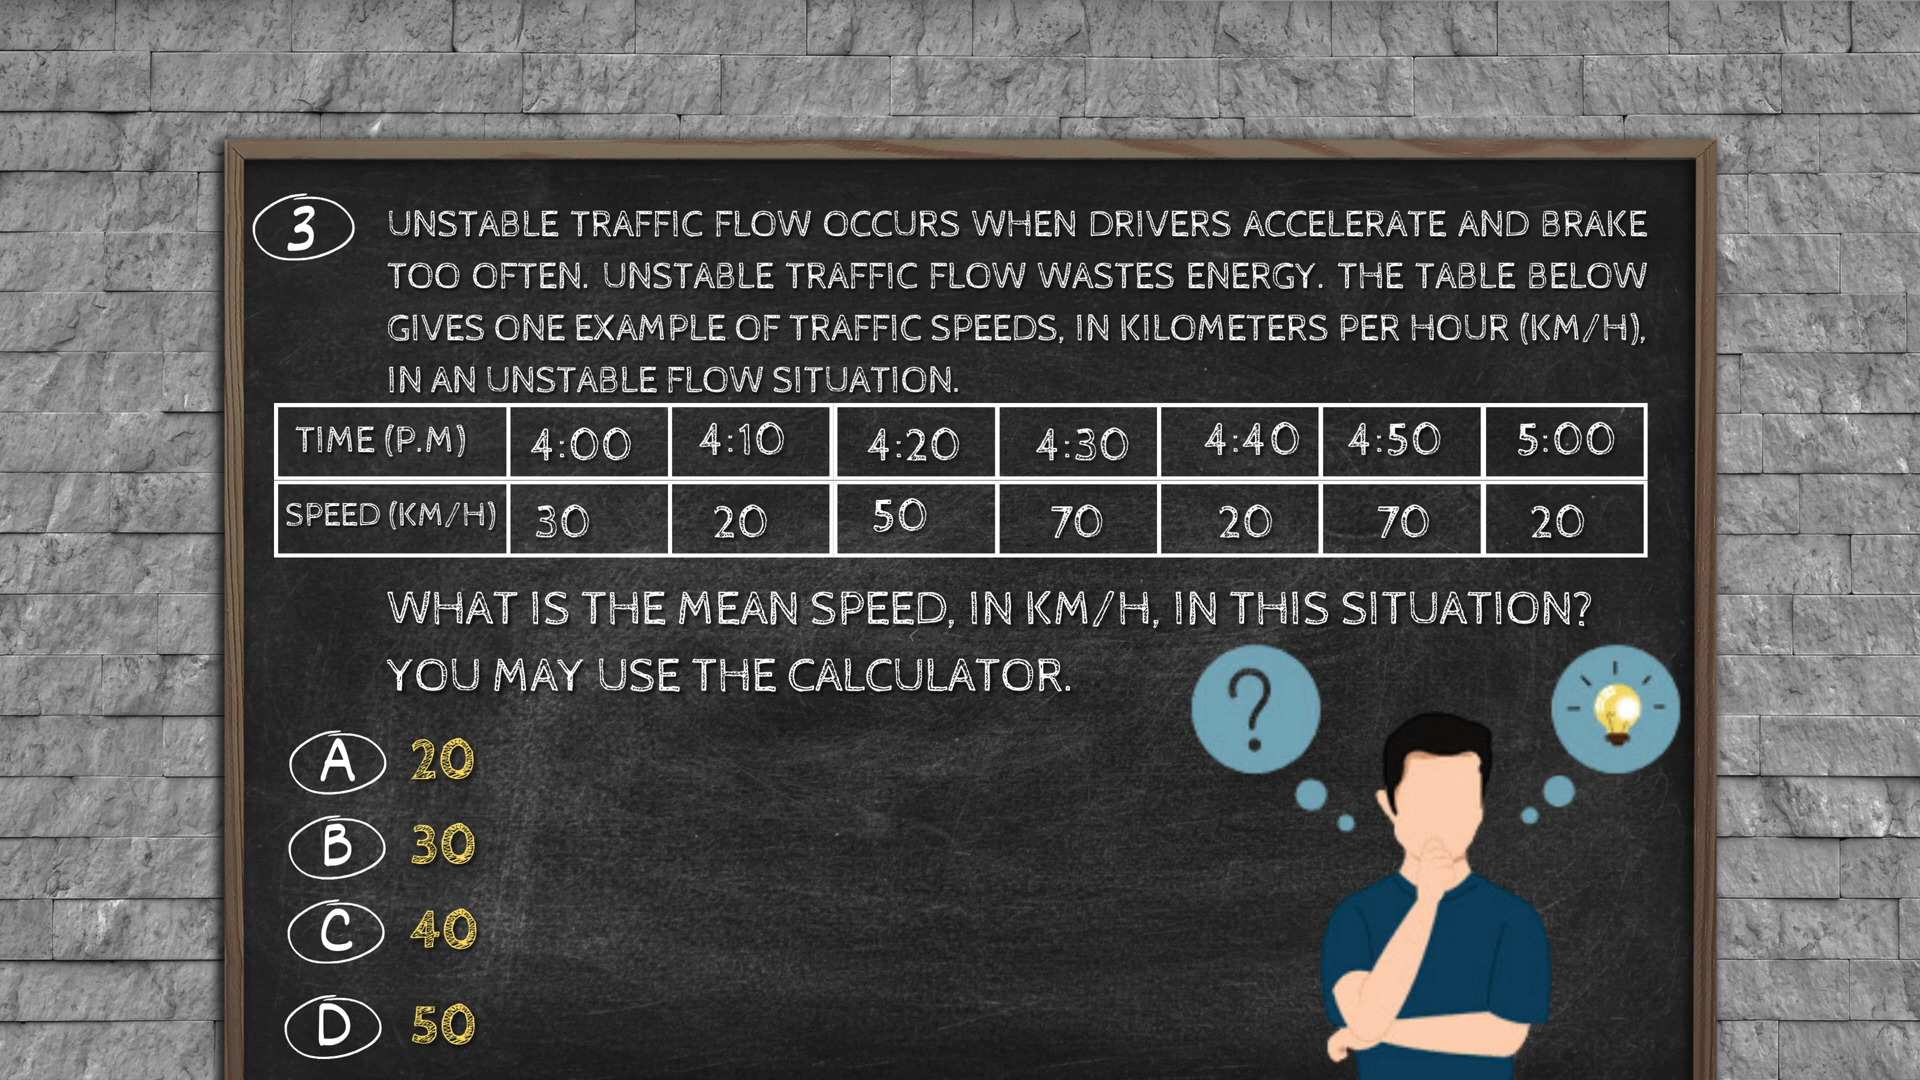 3 UNSTABLE TRAFFIC FLOW OCCURS WHEN DRIVERS ACCELERATE AND BRAKE
TOO OFTEN. UNSTABLE TRAFFIC FLOW WASTES ENERGY. THE TABLE BELOW
GIVES ONE EXAMPLE OF TRAFFIC SPEEDS, IN KILOMETERS PER HOUR (KM/H),
IN AN UNSTABLE FLOW SITUATION.
TIME (P.M) 4:00 4:10 4:20 4:30 4:40 4:50 5:00
SPEED (KM/H) 30 20 50 70 20 70 20
WHAT IS THE MEAN SPEED, IN KM/H, IN THIS SITUATION?
YOU MAY USE THE CALCULATOR.
?
A 20
B 30
C 40
D 50